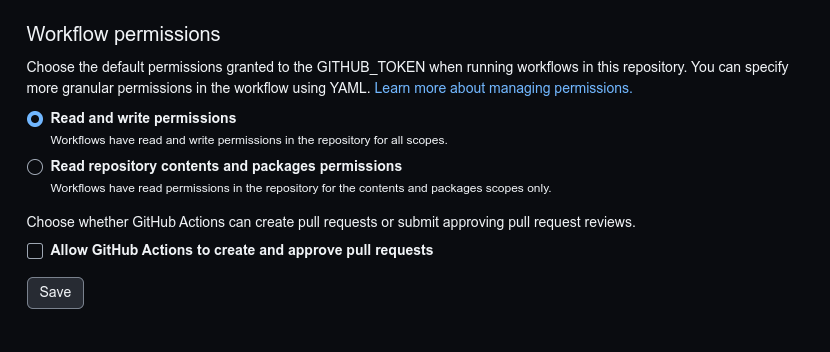 Workflow permissions
Choose the default permissions granted to the GITHUB_TOKEN when running workflows in this repository. You can specify
more granular permissions in the workflow using YAML. Learn more about managing permissions.
Read and write permissions
Workflows have read and write permissions in the repository for all scopes.
Read repository contents and packages permissions
Workflows have read permissions in the repository for the contents and packages scopes only.
Choose whether GitHub Actions can create pull requests or submit approving pull request reviews.
Allow GitHub Actions to create and approve pull requests
Save